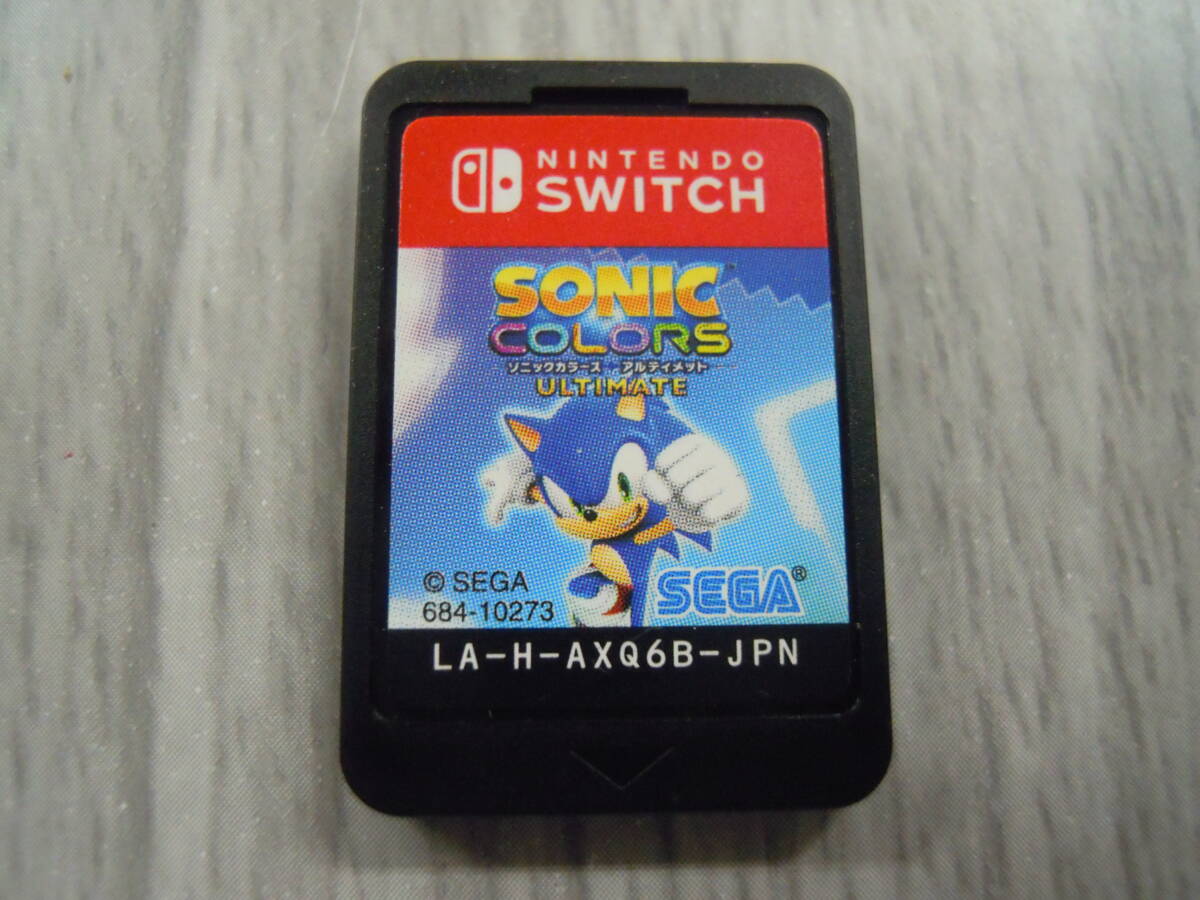 NINTENDO
SWITCH
SONIC™
COLORS
ソニックカラーズ アルティメット
ULTIMATE
© SEGA
684-10273
SEGA®
LA-H-AXQ6B-JPN